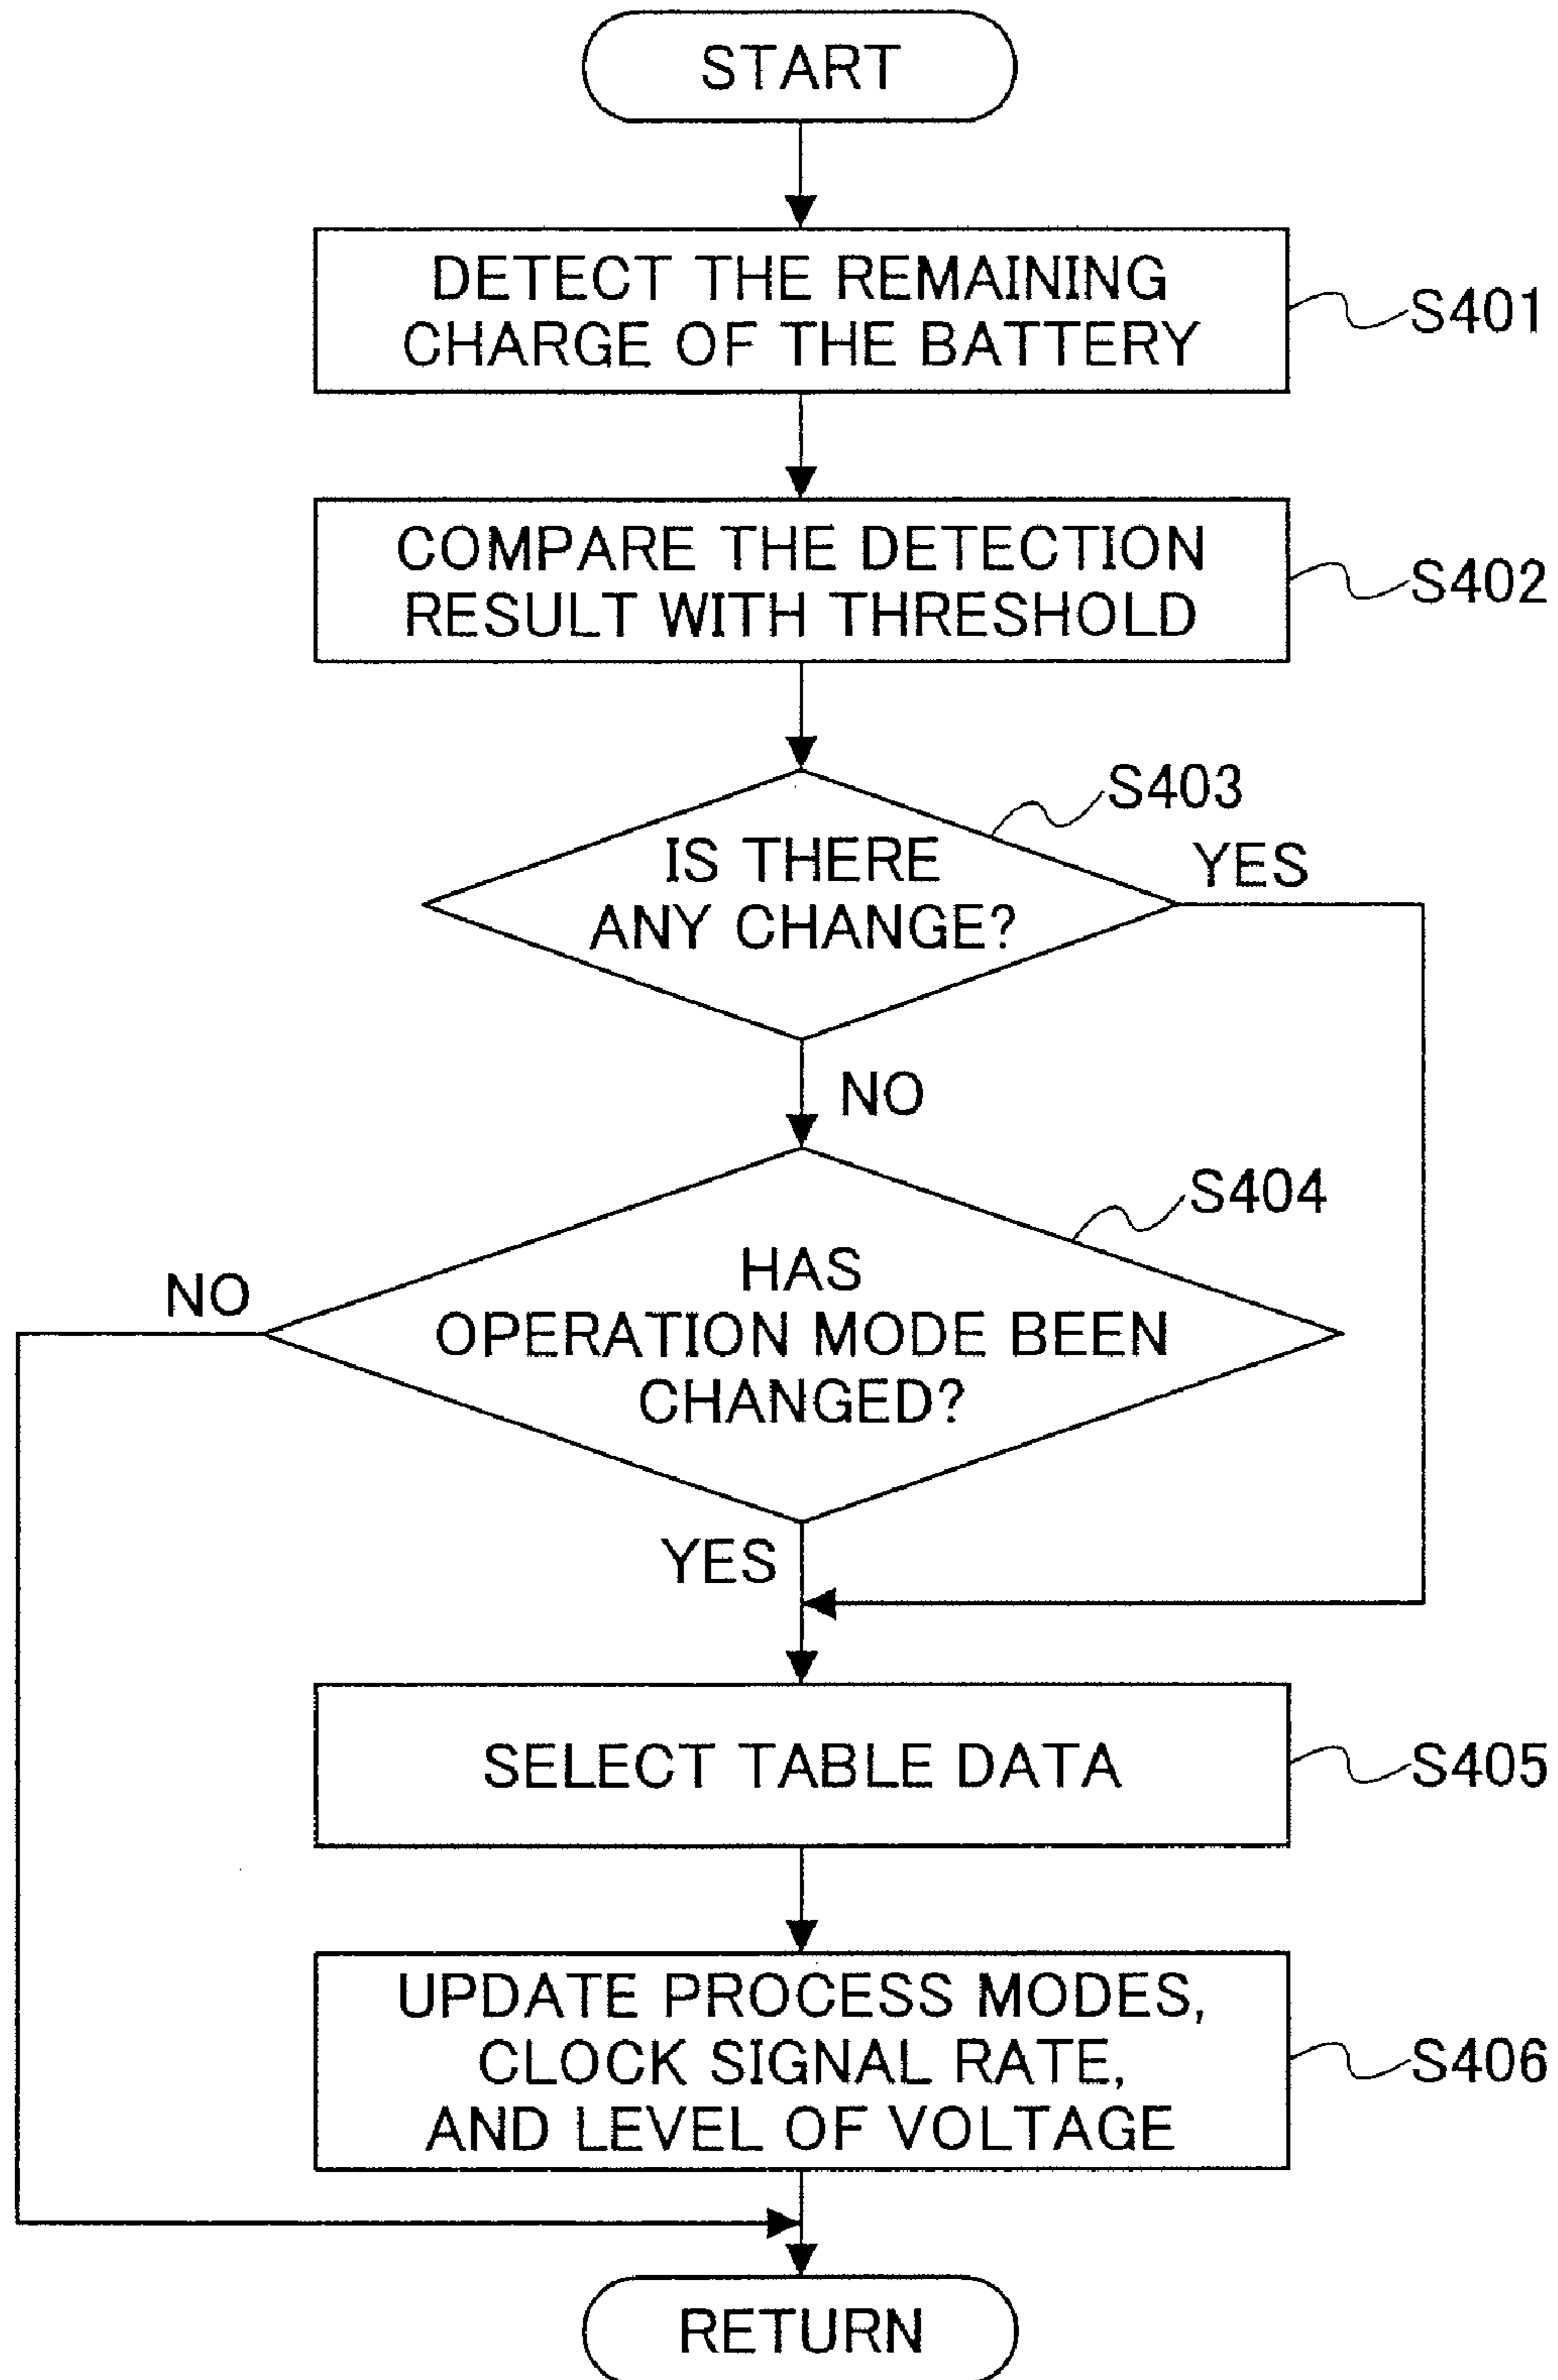 START
DETECT THE REMAINING
CHARGE OF THE BATTERY
S401
COMPARE THE DETECTION
RESULT WITH THRESHOLD
S402
S403
IS THERE
ANY CHANGE?
YES
NO
S404
HAS
OPERATION MODE BEEN
CHANGED?
NO
YES
SELECT TABLE DATA
S405
UPDATE PROCESS MODES,
CLOCK SIGNAL RATE,
AND LEVEL OF VOLTAGE
S406
RETURN